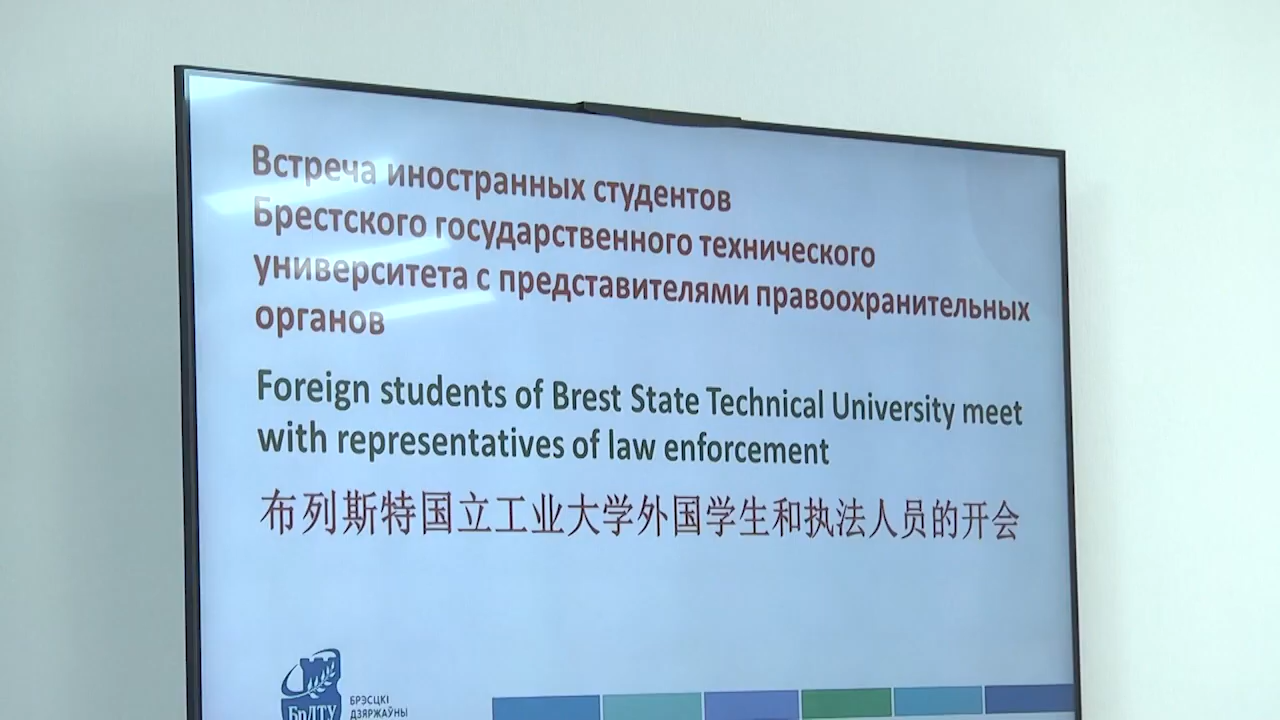 Встреча иностранных студентов
Брестского государственного технического
университета с представителями правоохранительных
органов
Foreign students of Brest State Technical University meet
with representatives of law enforcement
布列斯特国立工业大学外国学生和执法人员的开会
БрДТУ
БРЭСЦКІ
ДЗЯРЖАЎНЫ